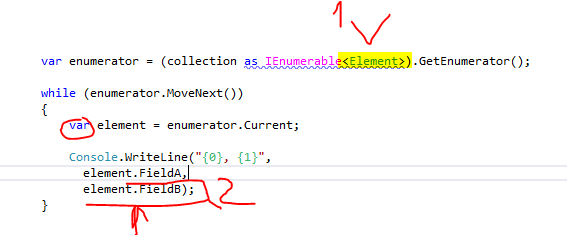 1
var enumerator = (collection as IEnumerable<Element>).GetEnumerator();
while (enumerator.MoveNext())
{
var element = enumerator.Current;
Console.WriteLine("{0}, {1}",
element.FieldA,
element.FieldB);
2
}